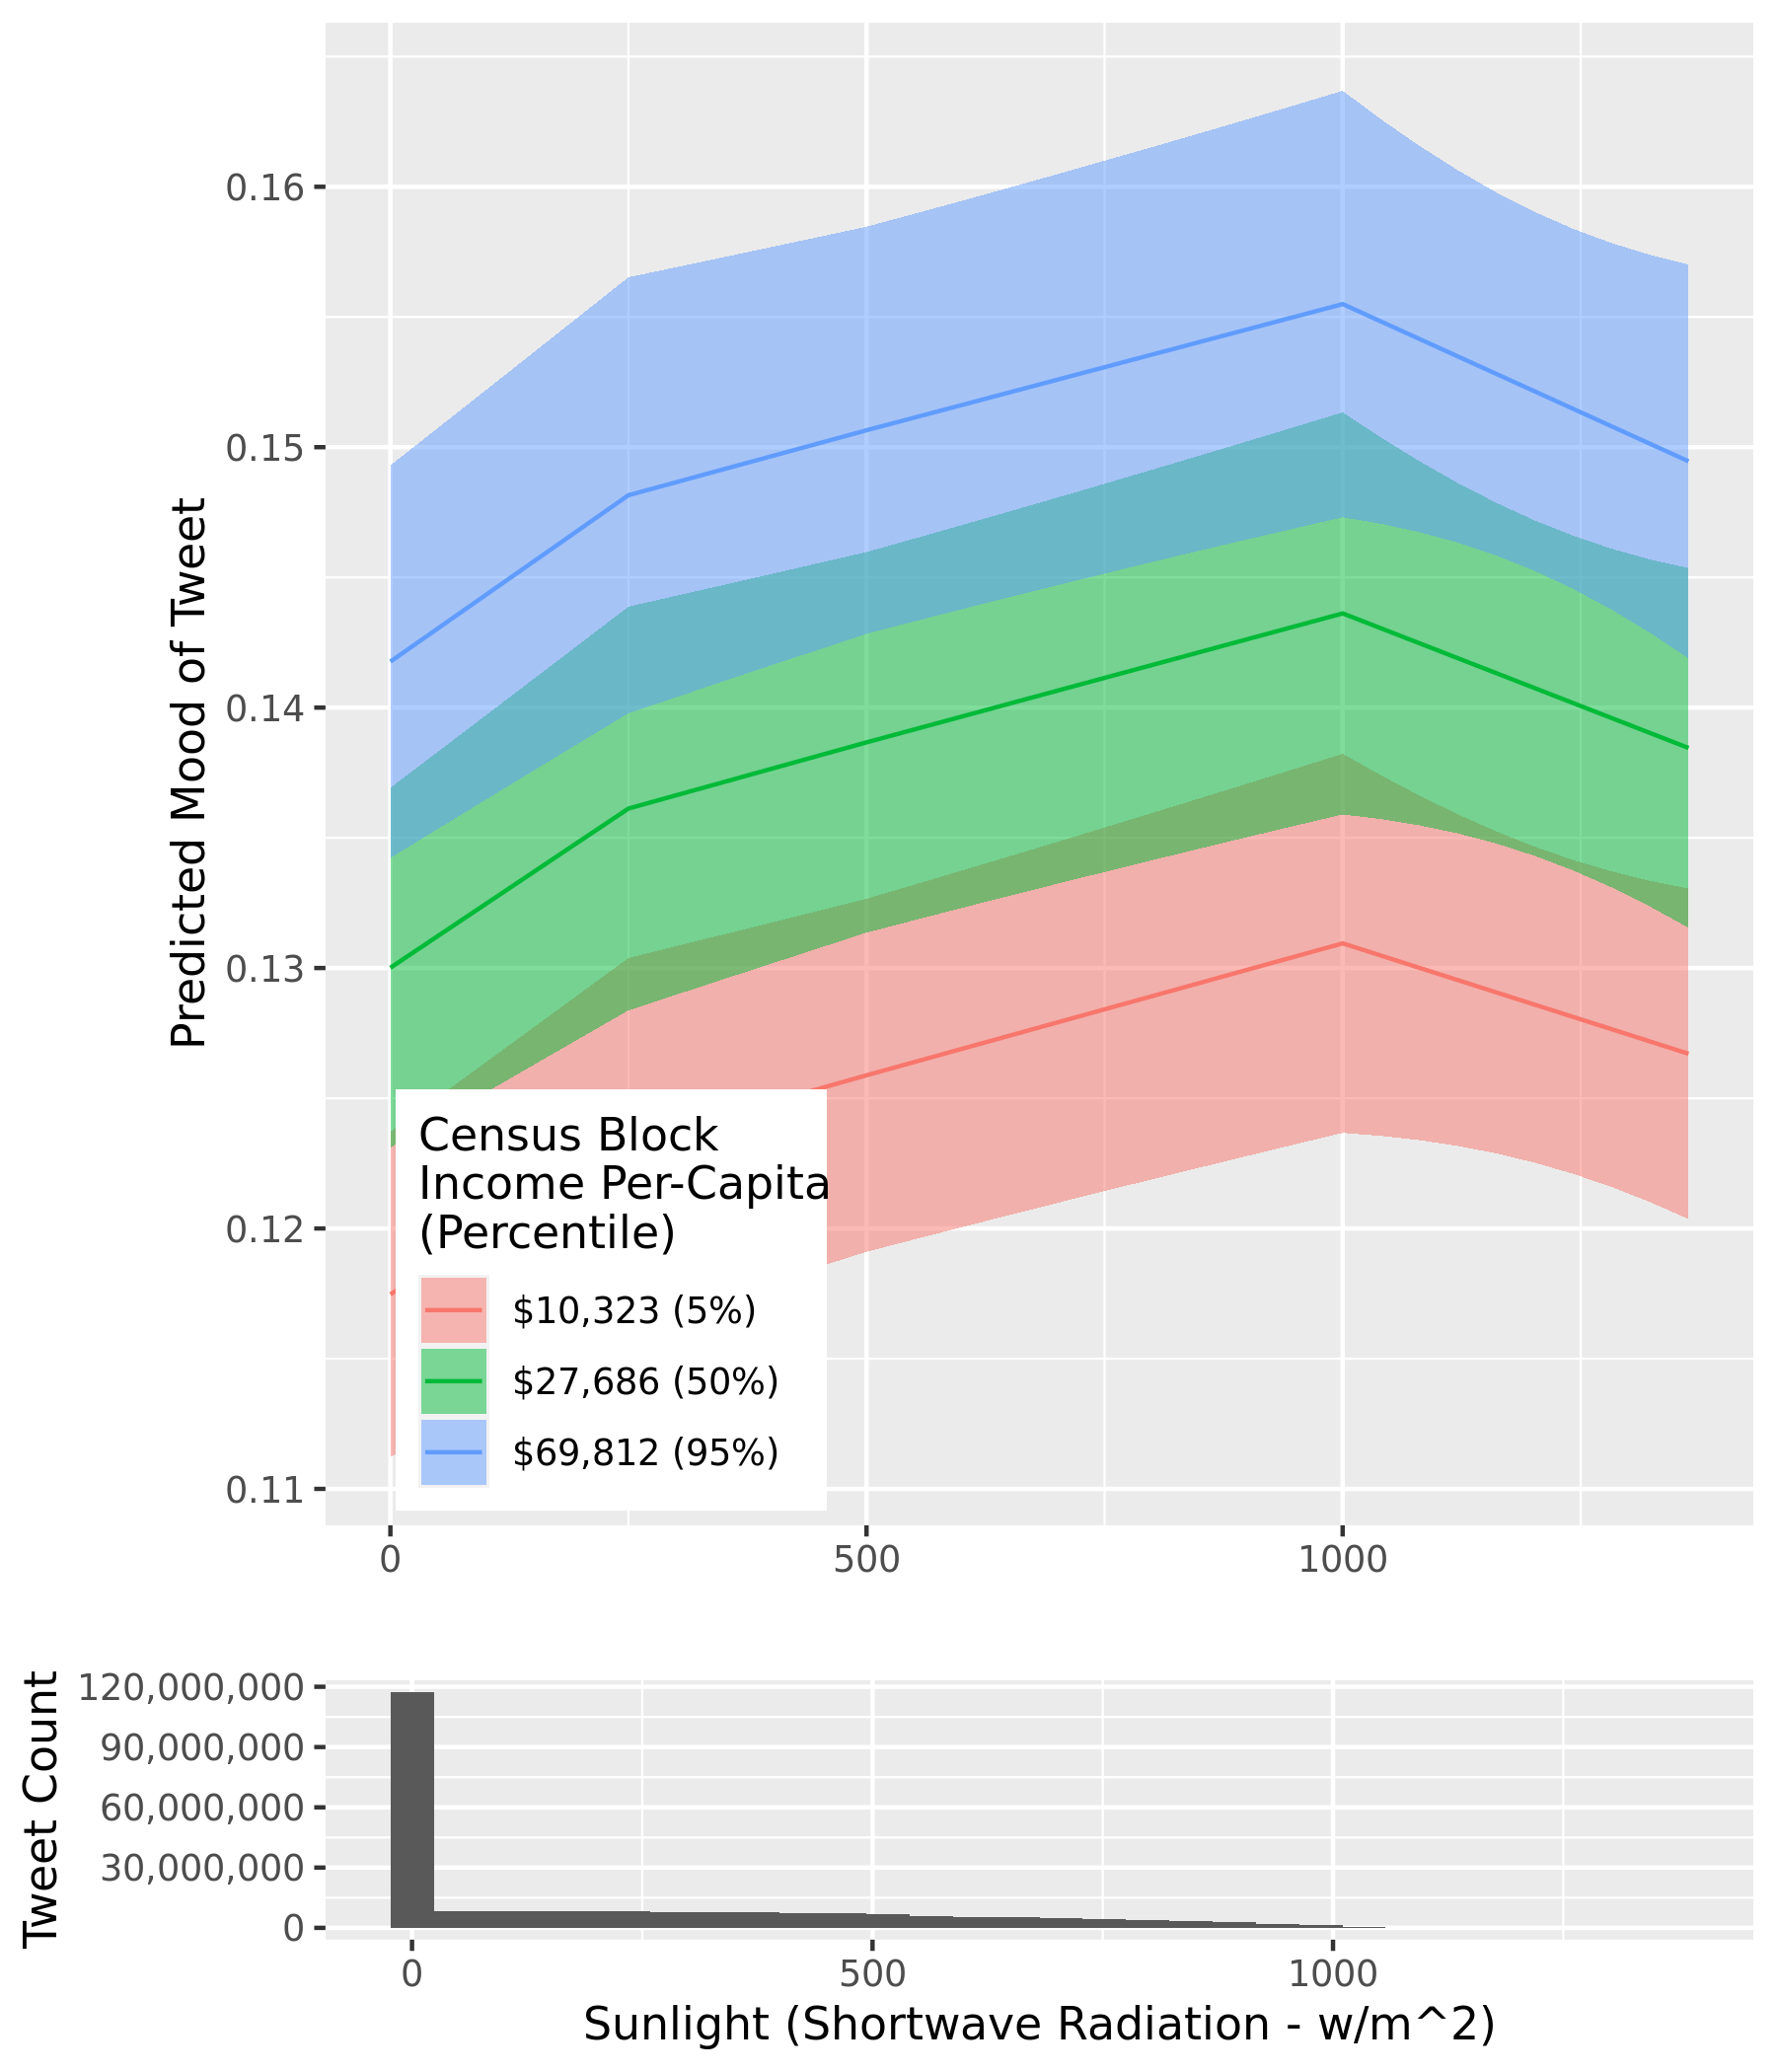 Predicted Mood of Tweet
0.16
0.15
0.14
0.13
0.12
0.11
Census Block
Income Per-Capita
(Percentile)
$10,323 (5%)
$27,686 (50%)
$69,812 (95%)
0 500 1000
Tweet Count
120,000,000
90,000,000
60,000,000
30,000,000
0
0 500 1000
Sunlight (Shortwave Radiation - w/m^2)